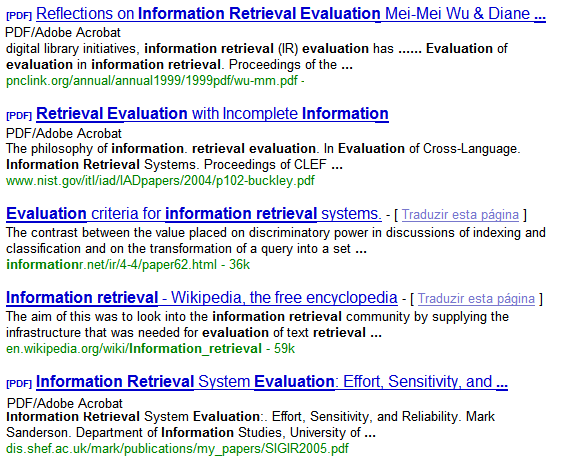 [PDF] Reflections on Information Retrieval Evaluation Mei-Mei Wu & Diane ...
PDF/Adobe Acrobat
digital library initiatives, information retrieval (IR) evaluation has ...... Evaluation of
evaluation in information retrieval. Proceedings of the ...
pnclink.org/annual/annual1999/1999pdf/wu-mm.pdf -
[PDF] Retrieval Evaluation with Incomplete Information
PDF/Adobe Acrobat
The philosophy of information. retrieval evaluation. In Evaluation of Cross-Language.
Information Retrieval Systems. Proceedings of CLEF ...
www.nist.gov/itl/iad/IADpapers/2004/p102-buckley.pdf
Evaluation criteria for information retrieval systems. - [ Traduzir esta página ]
The contrast between the value placed on discriminatory power in discussions of indexing and
classification and on the transformation of a query into a set ...
informationr.net/ir/4-4/paper62.html - 36k
Information retrieval - Wikipedia, the free encyclopedia - [ Traduzir esta página ]
The aim of this was to look into the information retrieval community by supplying the
infrastructure that was needed for evaluation of text retrieval ...
en.wikipedia.org/wiki/Information_retrieval - 59k
[PDF] Information Retrieval System Evaluation: Effort, Sensitivity, and ...
PDF/Adobe Acrobat
Information Retrieval System Evaluation:. Effort, Sensitivity, and Reliability. Mark
Sanderson. Department of Information Studies, University of ...
dis.shef.ac.uk/mark/publications/my_papers/SIGIR2005.pdf